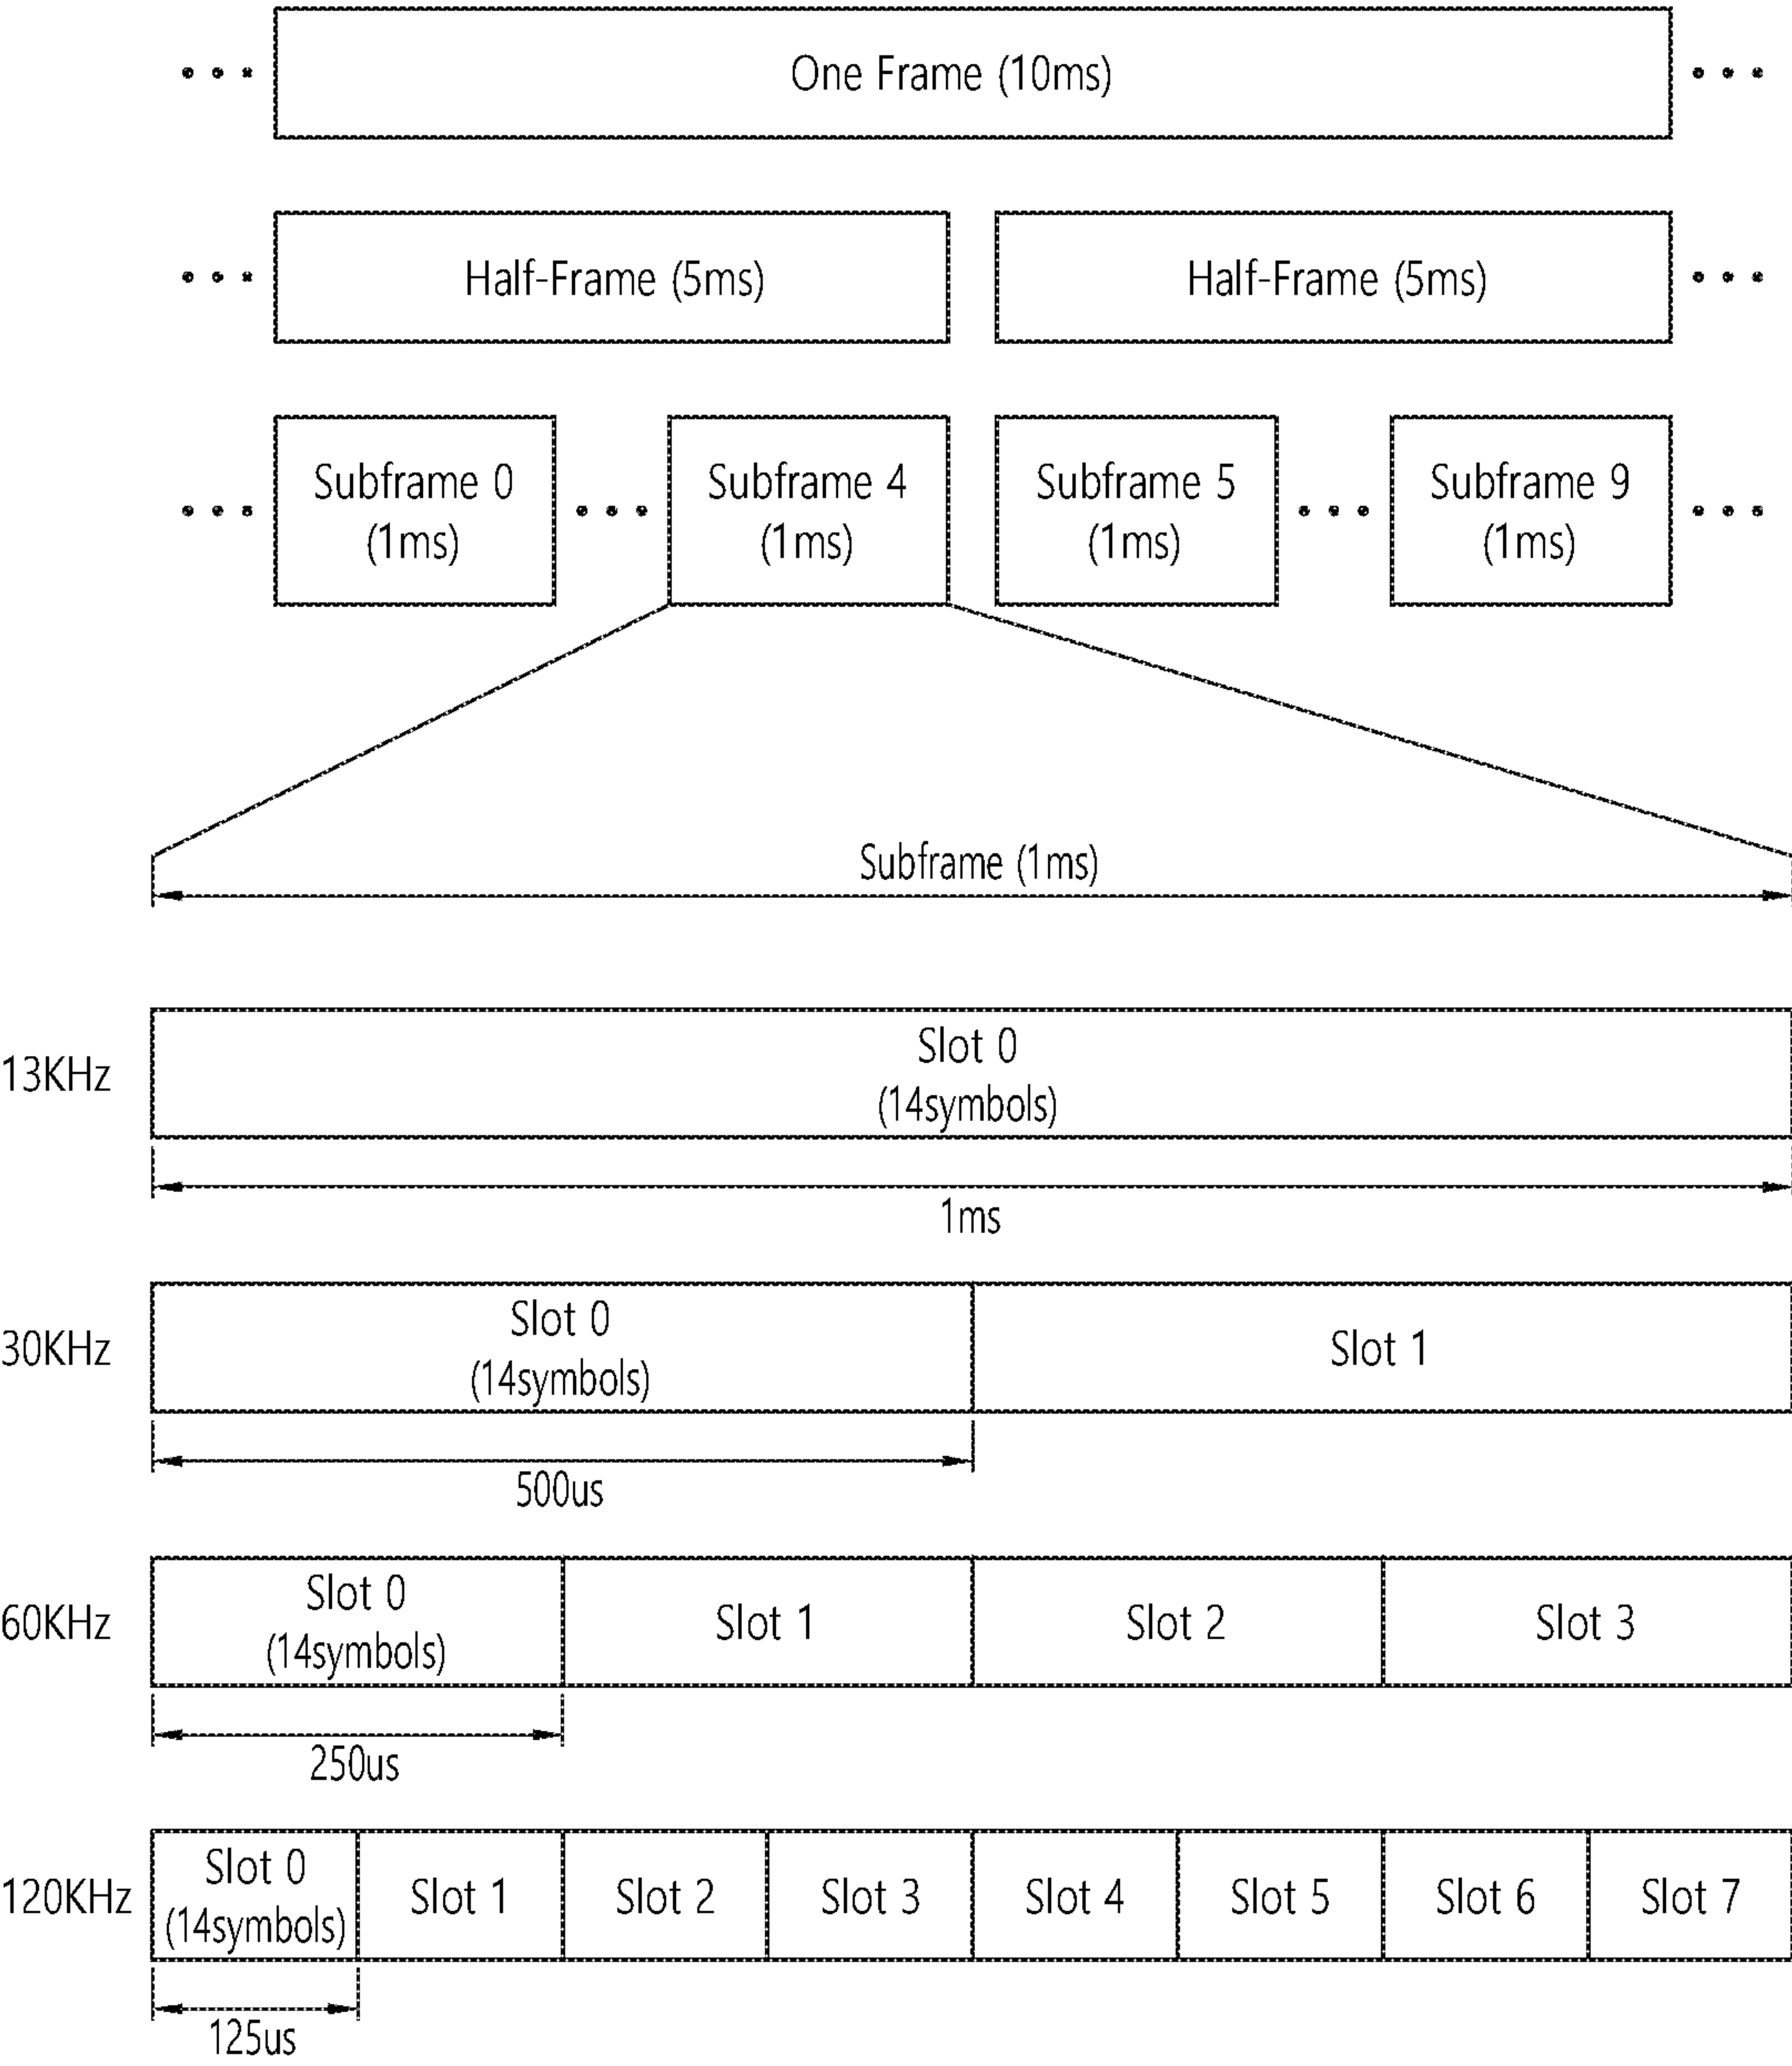 One Frame (10ms)
Half-Frame (5ms)
Half-Frame (5ms)
Subframe 0
(1ms)
Subframe 4
(1ms)
Subframe 5
(1ms)
Subframe 9
(1ms)
Subframe (1ms)
13KHz
Slot 0
(14symbols)
1ms
30KHz
Slot 0
(14symbols)
Slot 1
500us
60KHz
Slot 0
(14symbols)
Slot 1
Slot 2
Slot 3
250us
120KHz
Slot 0
(14symbols)
Slot 1
Slot 2
Slot 3
Slot 4
Slot 5
Slot 6
Slot 7
125us